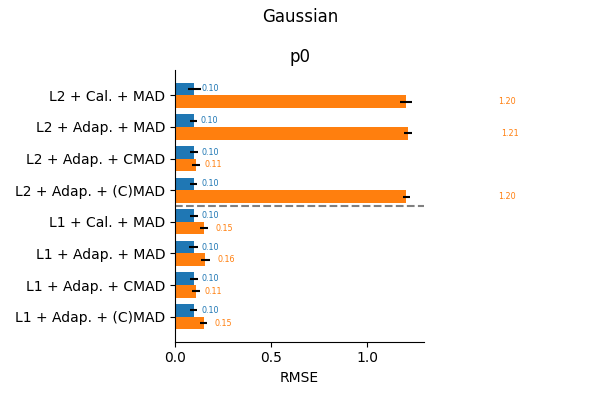 Gaussian
p0
L2 + Cal. + MAD 0.10
1.20
L2 + Adap. + MAD 0.10
1.21
L2 + Adap. + CMAD 0.10
0.11
L2 + Adap. + (C)MAD 0.10
1.20
L1 + Cal. + MAD 0.10
0.15
L1 + Adap. + MAD 0.10
0.16
L1 + Adap. + CMAD 0.10
0.11
L1 + Adap. + (C)MAD 0.10
0.15
0.0 0.5 1.0
RMSE